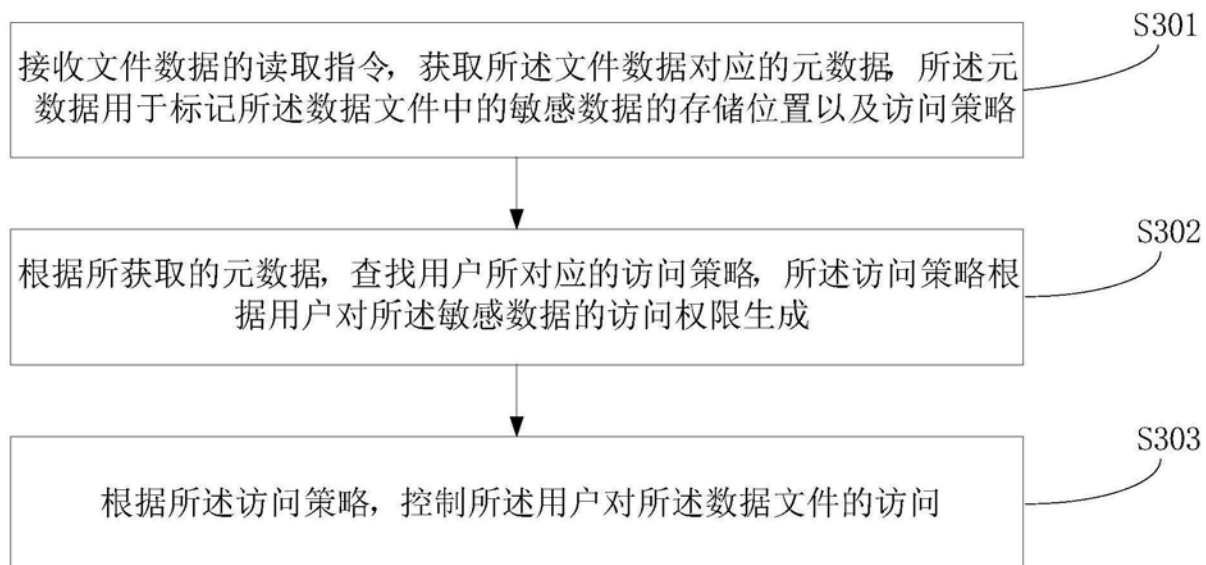 S301
接收文件数据的读取指令，获取所述文件数据对应的元数据，所述元
数据用于标记所述数据文件中的敏感数据的存储位置以及访问策略
S302
根据所获取的元数据，查找用户所对应的访问策略，所述访问策略根
据用户对所述敏感数据的访问权限生成
S303
根据所述访问策略，控制所述用户对所述数据文件的访问